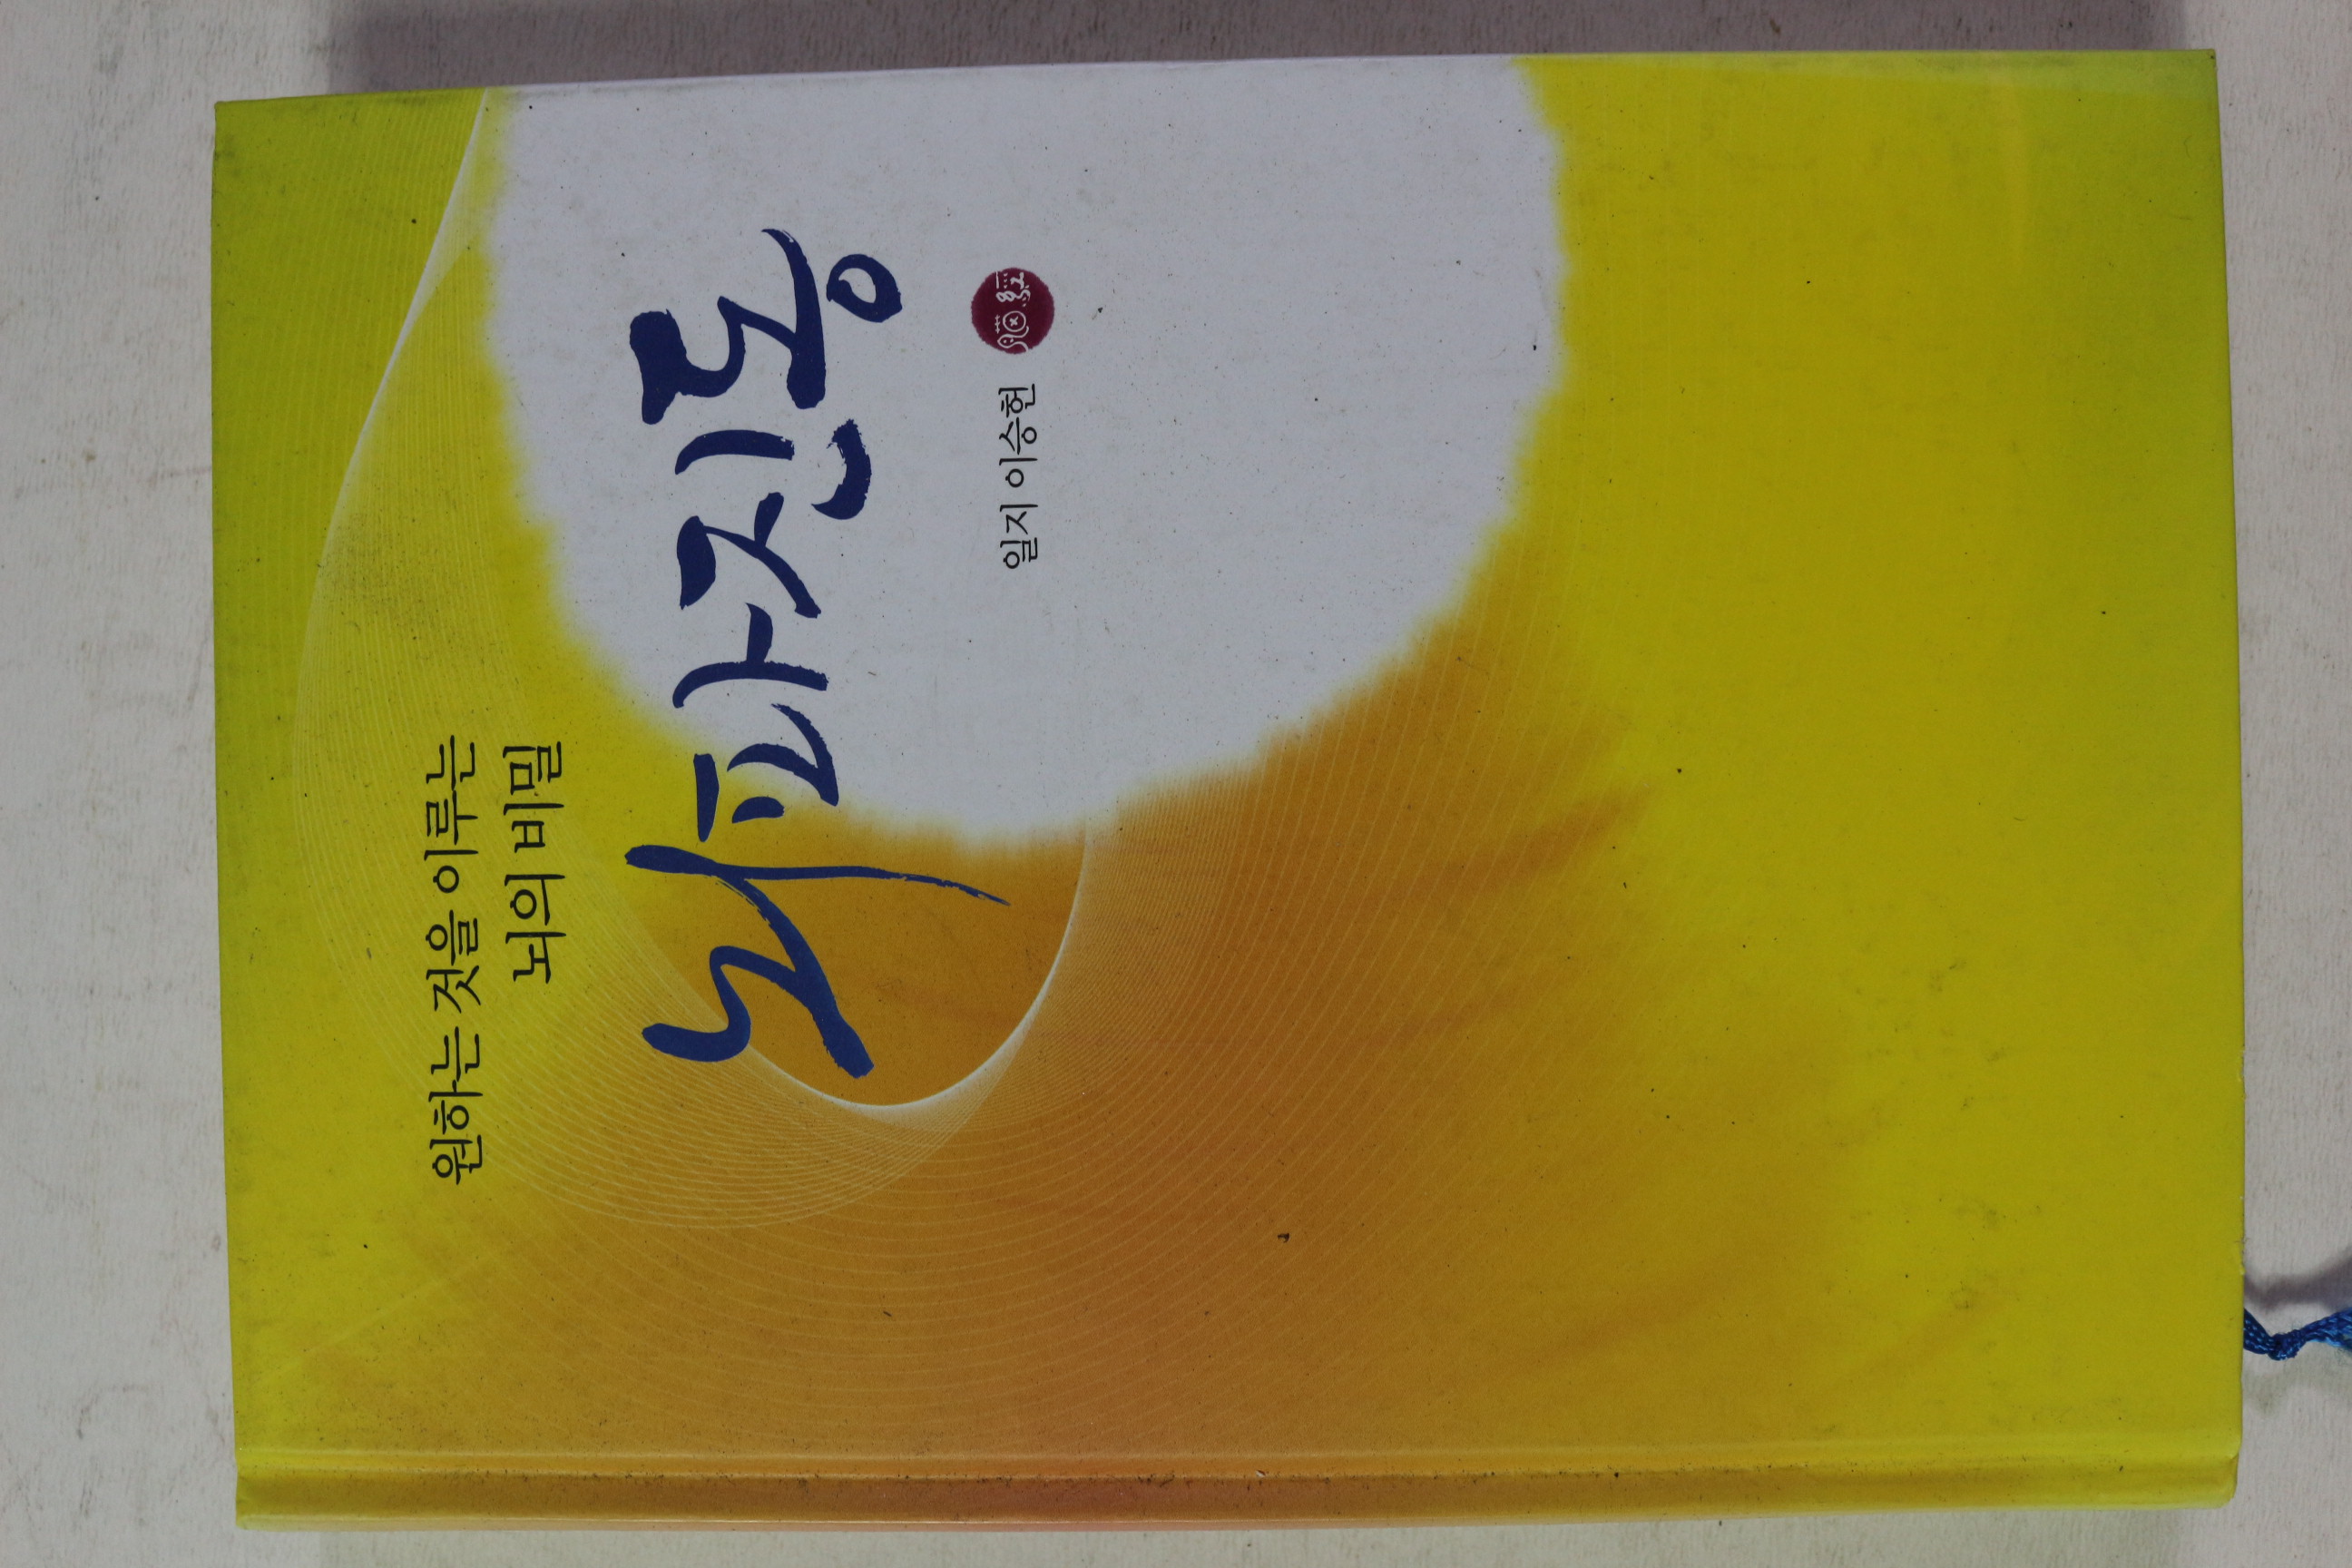 원하는 것을 이루는
뇌의 비밀
뇌파진동
일지 이승헌